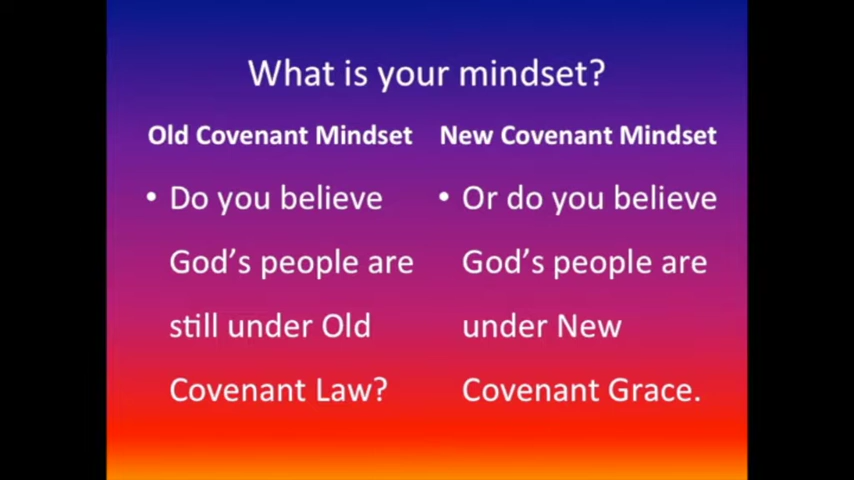 What is your mindset?
Old Covenant Mindset
• Do you believe
God's people are
still under Old
Covenant Law?
New Covenant Mindset
• Or do you believe
God's people are
under New
Covenant Grace.